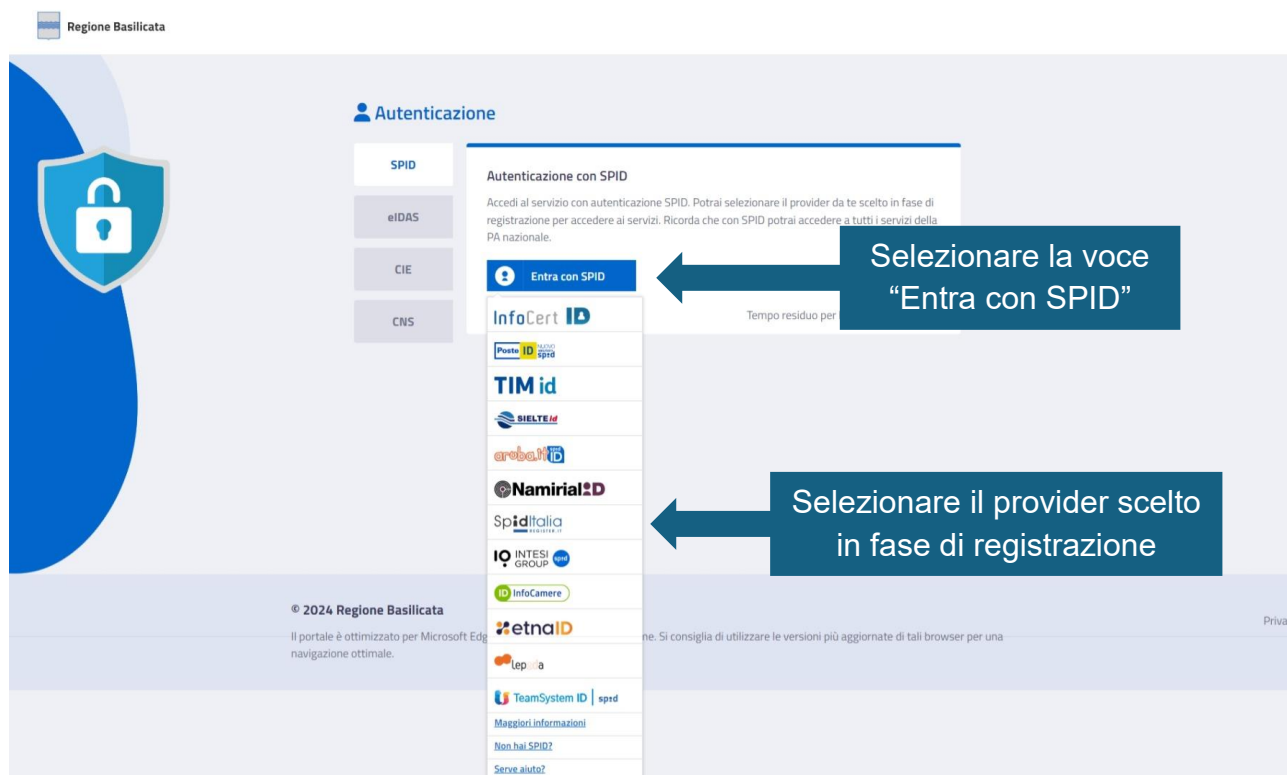 Regione Basilicata
Autenticazione
SPID
eIDAS
CIE
CNS
Autenticazione con SPID
Accedi al servizio con autenticazione SPID. Potrai selezionare il provider da te scelto in fase di
registrazione per accedere ai servizi. Ricorda che con SPID potrai accedere a tutti i servizi della
PA nazionale.
Entra con SPID
Selezionare la voce
“Entra con SPID”
Tempo residuo per
InfoCert ID
Poste ID NUOVO spid
TIM id
SIELTE id
aruba.it spid ID
Namirial ID
SpidItalia
REGISTER.IT
Selezionare il provider scelto
in fase di registrazione
IQ INTESI GROUP spid
ID InfoCamere
etnaID
lepida
TeamSystem ID | spid
Maggiori informazioni
Non hai SPID?
Serve aiuto?
© 2024 Regione Basilicata
Il portale è ottimizzato per Microsoft Edg ne. Si consiglia di utilizzare le versioni più aggiornate di tali browser per una
navigazione ottimale.
Priva